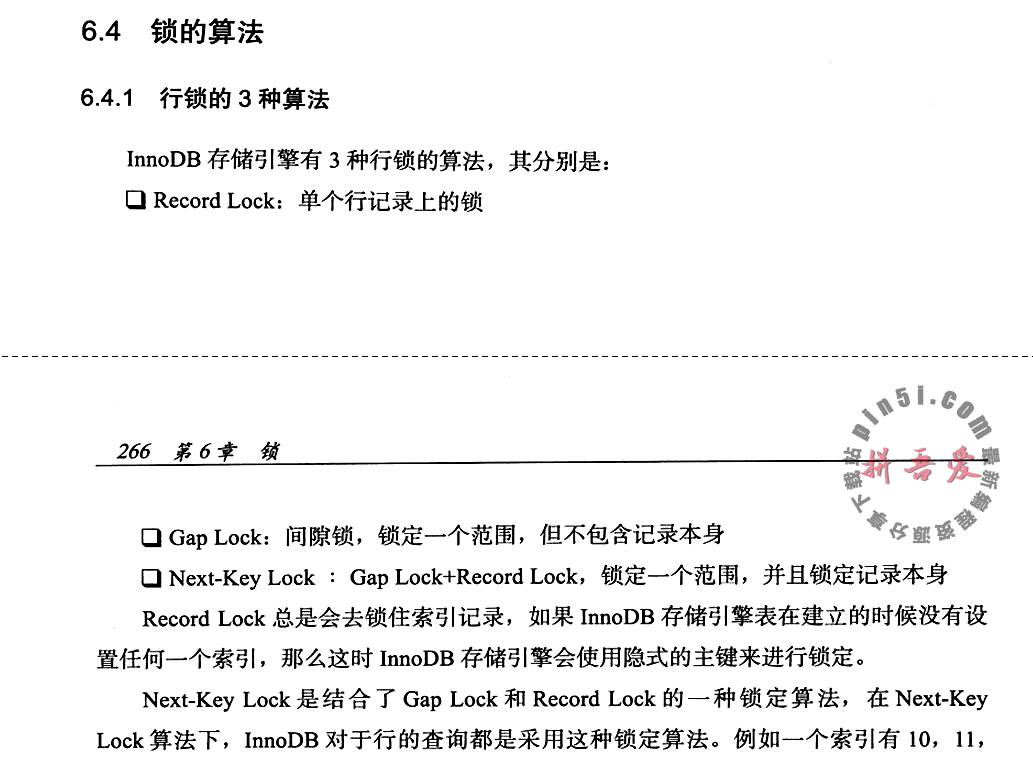 6.4 锁的算法
6.4.1 行锁的 3 种算法
InnoDB 存储引擎有 3 种行锁的算法，其分别是：
❑ Record Lock：单个行记录上的锁
pin5i.com
266 第 6 章 锁
拼吾爱
最新编程资源分享下载站
❑ Gap Lock：间隙锁，锁定一个范围，但不包含记录本身
❑ Next-Key Lock ：Gap Lock+Record Lock，锁定一个范围，并且锁定记录本身
Record Lock 总是会去锁住索引记录，如果 InnoDB 存储引擎表在建立的时候没有设
置任何一个索引，那么这时 InnoDB 存储引擎会使用隐式的主键来进行锁定。
Next-Key Lock 是结合了 Gap Lock 和 Record Lock 的一种锁定算法，在 Next-Key
Lock 算法下，InnoDB 对于行的查询都是采用这种锁定算法。例如一个索引有 10，11，